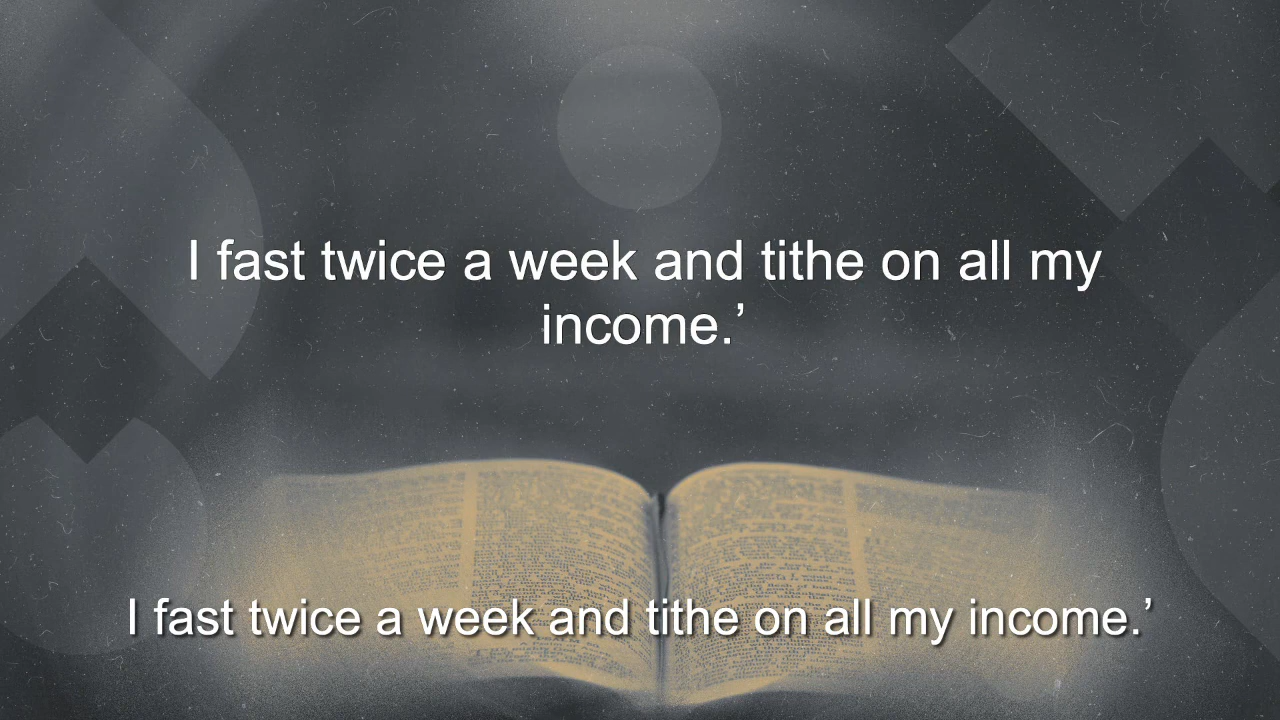 I fast twice a week and tithe on all my
income.’
I fast twice a week and tithe on all my income.’